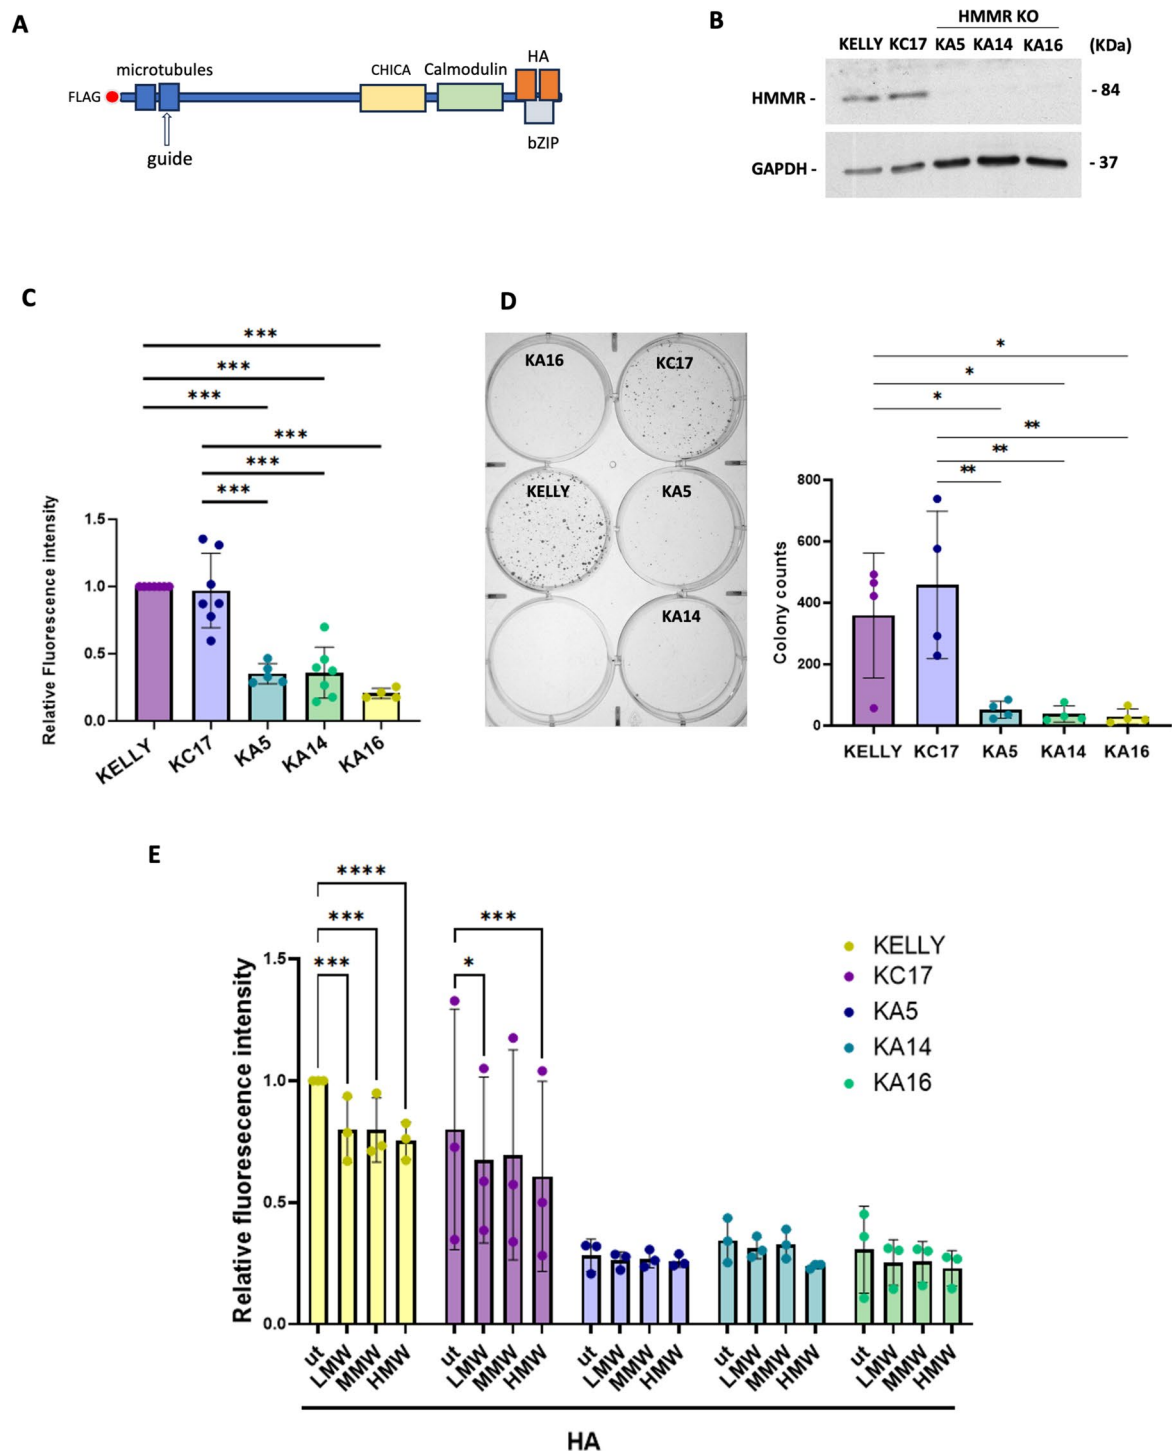 A
microtubules
CHICA
Calmodulin
HA
FLAG
guide
bZIP
B
HMMR KO
KELLY KC17 KA5 KA14 KA16 (KDa)
HMMR -
- 84
GAPDH -
- 37
C
***
***
***
***
***
***
Relative Fluorescence intensity
1.5
1.0
0.5
0.0
KELLY
KC17
KA5
KA14
KA16
D
KA16
KC17
KELLY
KA5
KA14
*
*
*
**
**
**
Colony counts
800
600
400
200
0
KELLY KC17 KA5 KA14 KA16
E
****
***
***
***
*
KELLY
KC17
KA5
KA14
KA16
Relative fluoresecence intensity
1.5
1.0
0.5
0.0
ut LMW MMW HMW ut LMW MMW HMW ut LMW MMW HMW ut LMW MMW HMW ut LMW MMW HMW
HA